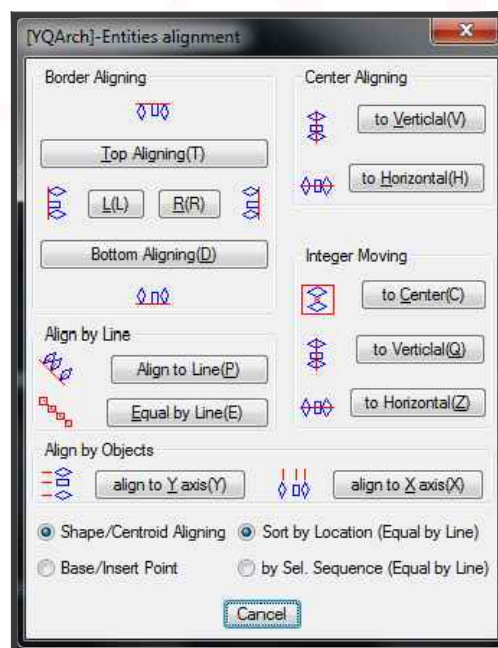 [YQArch]-Entities alignment
Border Aligning
Top Aligning(T)
L(L) R(R)
Bottom Aligning(D)
Center Aligning
to Verticlal(V)
to Horizontal(H)
Integer Moving
to Center(C)
to Verticlal(Q)
to Horizontal(Z)
Align by Line
Align to Line(P)
Equal by Line(E)
Align by Objects
align to Y axis(Y) align to X axis(X)
Shape/Centroid Aligning Sort by Location (Equal by Line)
Base/Insert Point by Sel. Sequence (Equal by Line)
Cancel